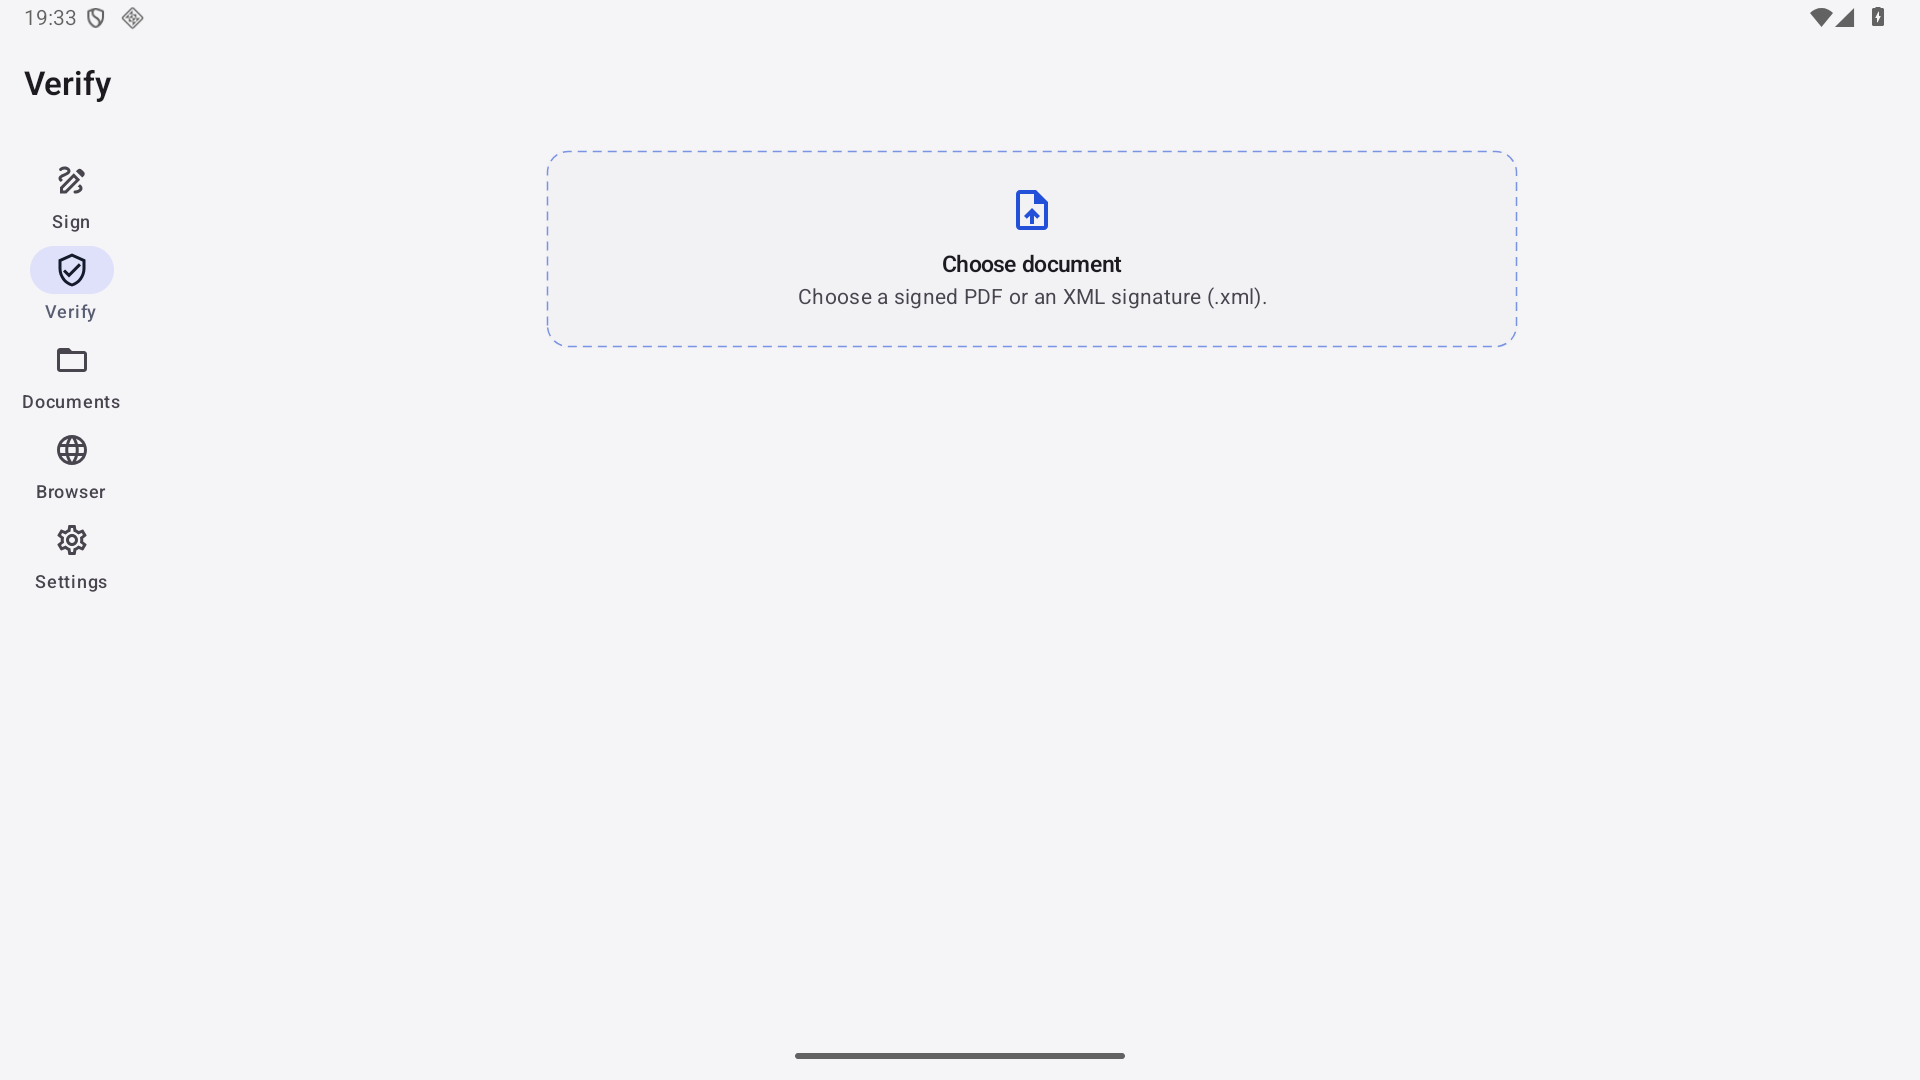 19:33
Verify
Sign
Verify
Documents
Browser
Settings
Choose document
Choose a signed PDF or an XML signature (.xml).